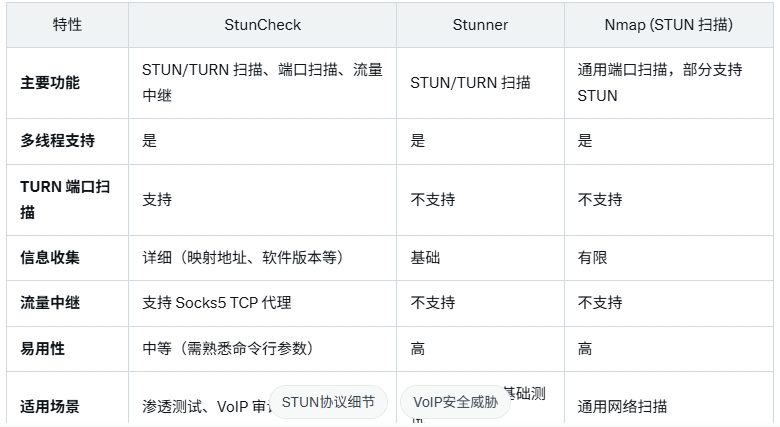 特性 StunCheck Stunner Nmap (STUN 扫描)
主要功能 STUN/TURN 扫描、端口扫描、流量中继 STUN/TURN 扫描 通用端口扫描，部分支持 STUN
多线程支持 是 是 是
TURN 端口扫描 支持 不支持 不支持
信息收集 详细（映射地址、软件版本等） 基础 有限
流量中继 支持 Socks5 TCP 代理 不支持 不支持
易用性 中等（需熟悉命令行参数） 高 高
适用场景 渗透测试、VoIP 审 基础测 通用网络扫描
STUN协议细节 VoIP安全威胁